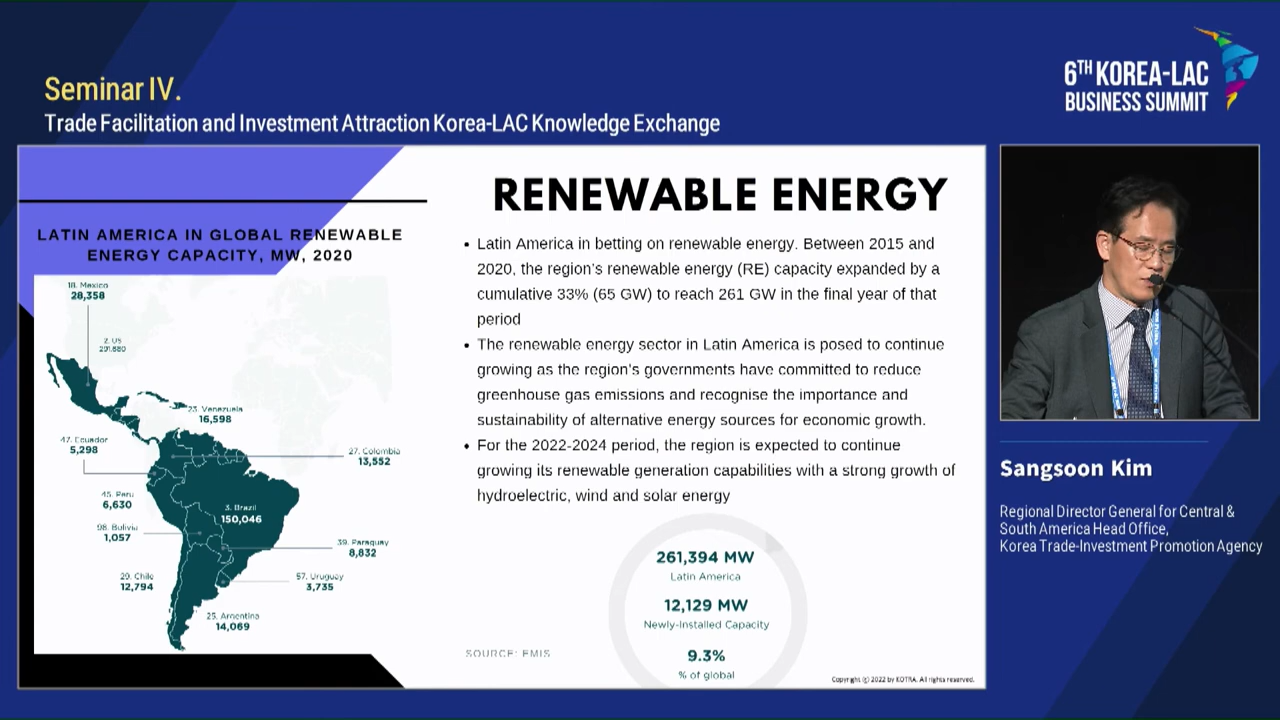 Seminar IV.
Trade Facilitation and Investment Attraction Korea-LAC Knowledge Exchange
6TH KOREA-LAC
BUSINESS SUMMIT
LATIN AMERICA IN GLOBAL RENEWABLE
ENERGY CAPACITY, MW, 2020
18. Mexico
28,358
2. US
291,680
23. Venezuela
16,598
47. Ecuador
5,298
27. Colombia
13,552
45. Peru
6,630
3. Brazil
150,046
98. Bolivia
1,057
39. Paraguay
8,832
29. Chile
12,794
57. Uruguay
3,735
25. Argentina
14,069
RENEWABLE ENERGY
• Latin America in betting on renewable energy. Between 2015 and
2020, the region's renewable energy (RE) capacity expanded by a
cumulative 33% (65 GW) to reach 261 GW in the final year of that
period
• The renewable energy sector in Latin America is posed to continue
growing as the region's governments have committed to reduce
greenhouse gas emissions and recognise the importance and
sustainability of alternative energy sources for economic growth.
• For the 2022-2024 period, the region is expected to continue
growing its renewable generation capabilities with a strong growth of
hydroelectric, wind and solar energy
261,394 MW
Latin America
12,129 MW
Newly-Installed Capacity
9.3%
% of global
SOURCE: EMIS
Copyright ⓒ 2022 by KOTRA. All rights reserved.
Sangsoon Kim
Regional Director General for Central &
South America Head Office,
Korea Trade-Investment Promotion Agency